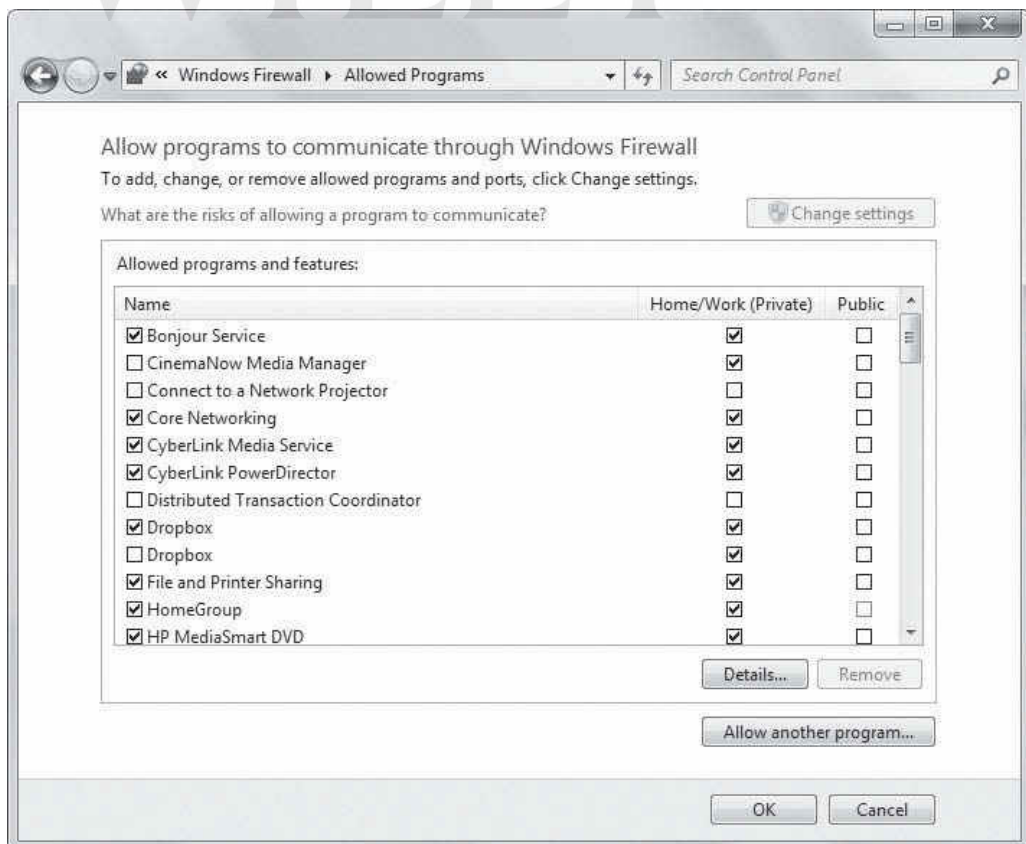 WILEY
« Windows Firewall ▸ Allowed Programs
Search Control Panel
Allow programs to communicate through Windows Firewall
To add, change, or remove allowed programs and ports, click Change settings.
What are the risks of allowing a program to communicate?
Change settings
Allowed programs and features:
Name Home/Work (Private) Public
Bonjour Service
CinemaNow Media Manager
Connect to a Network Projector
Core Networking
CyberLink Media Service
CyberLink PowerDirector
Distributed Transaction Coordinator
Dropbox
Dropbox
File and Printer Sharing
HomeGroup
HP MediaSmart DVD
Details... Remove
Allow another program...
OK Cancel